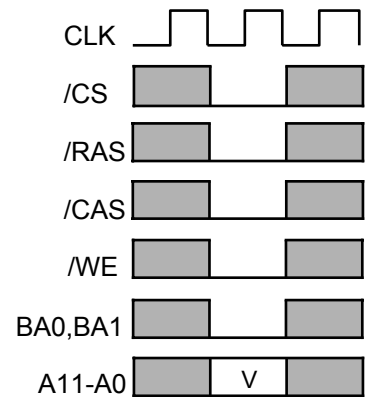 CLK
/CS
/RAS
/CAS
/WE
BA0,BA1
A11-A0 V